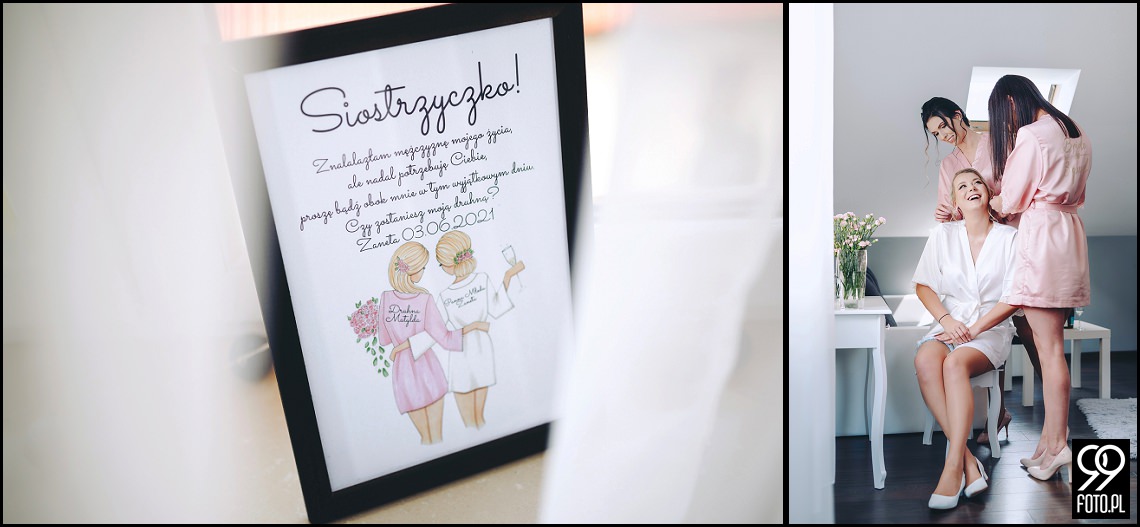 Siostrzyczko!
Znalalazłam mężczyznę mojego życia,
ale nadal potrzebuję Ciebie,
proszę bądź obok mnie w tym wyjątkowym dniu.
Czy zostaniesz moją druhną?
Żaneta 03.06.2021
Druhna
Matylda
Panna Młoda
Żaneta
99
FOTO.PL